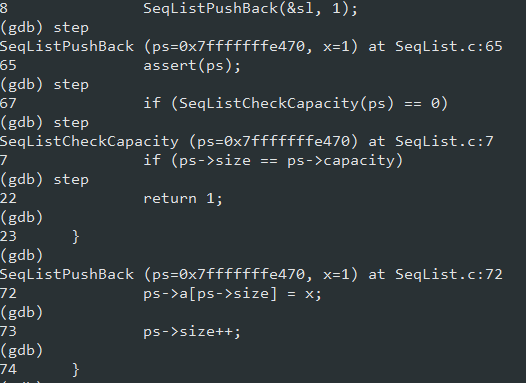 8                 SeqListPushBack(&sl, 1);
(gdb) step
SeqListPushBack (ps=0x7fffffffe470, x=1) at SeqList.c:65
65                assert(ps);
(gdb) step
67                if (SeqListCheckCapacity(ps) == 0)
(gdb) step
SeqListCheckCapacity (ps=0x7fffffffe470) at SeqList.c:7
7                 if (ps->size == ps->capacity)
(gdb) step
22                return 1;
(gdb)
23        }
(gdb)
SeqListPushBack (ps=0x7fffffffe470, x=1) at SeqList.c:72
72                ps->a[ps->size] = x;
(gdb)
73                ps->size++;
(gdb)
74        }